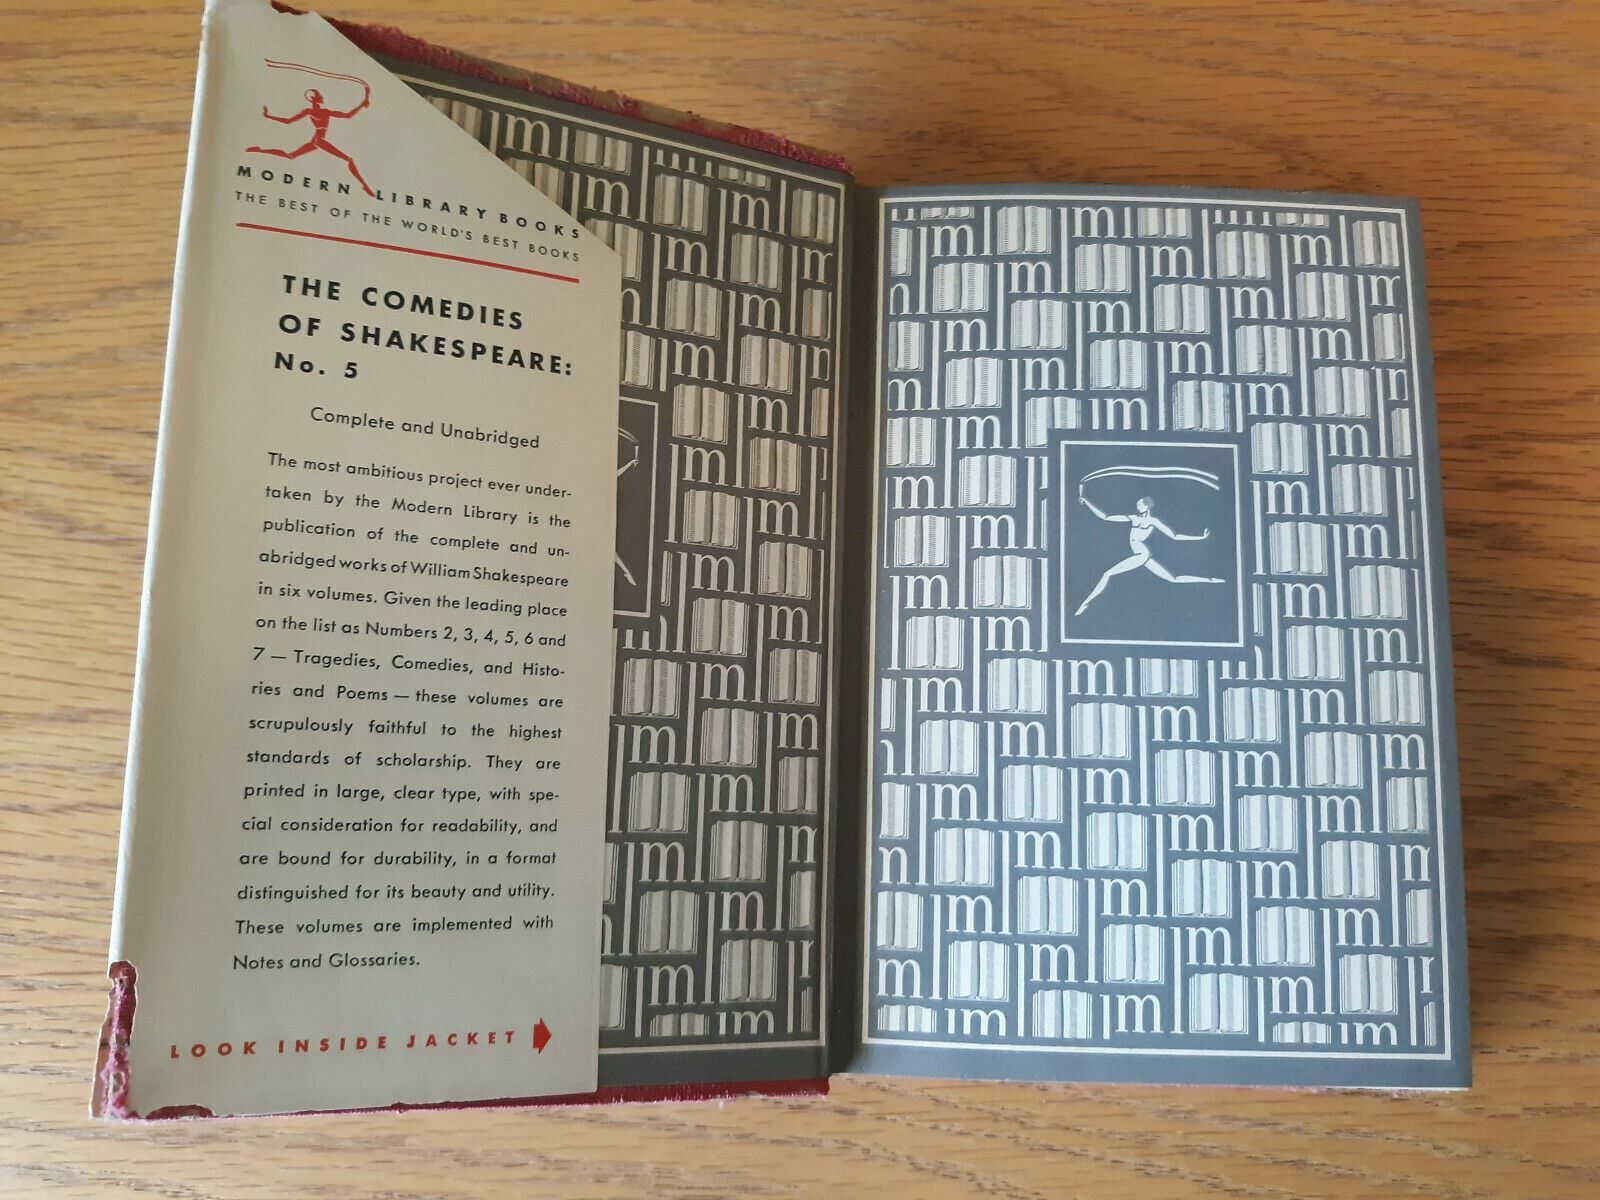 MODERN LIBRARY BOOKS
THE BEST OF THE WORLD'S BEST BOOKS
THE COMEDIES
OF SHAKESPEARE:
No. 5
Complete and Unabridged
The most ambitious project ever under-
taken by the Modern Library is the
publication of the complete and un-
abridged works of William Shakespeare
in six volumes. Given the leading place
on the list as Numbers 2, 3, 4, 5, 6 and
7 — Tragedies, Comedies, and Histo-
ries and Poems — these volumes are
scrupulously faithful to the highest
standards of scholarship. They are
printed in large, clear type, with spe-
cial consideration for readability, and
are bound for durability, in a format
distinguished for its beauty and utility.
These volumes are implemented with
Notes and Glossaries.
LOOK INSIDE JACKET